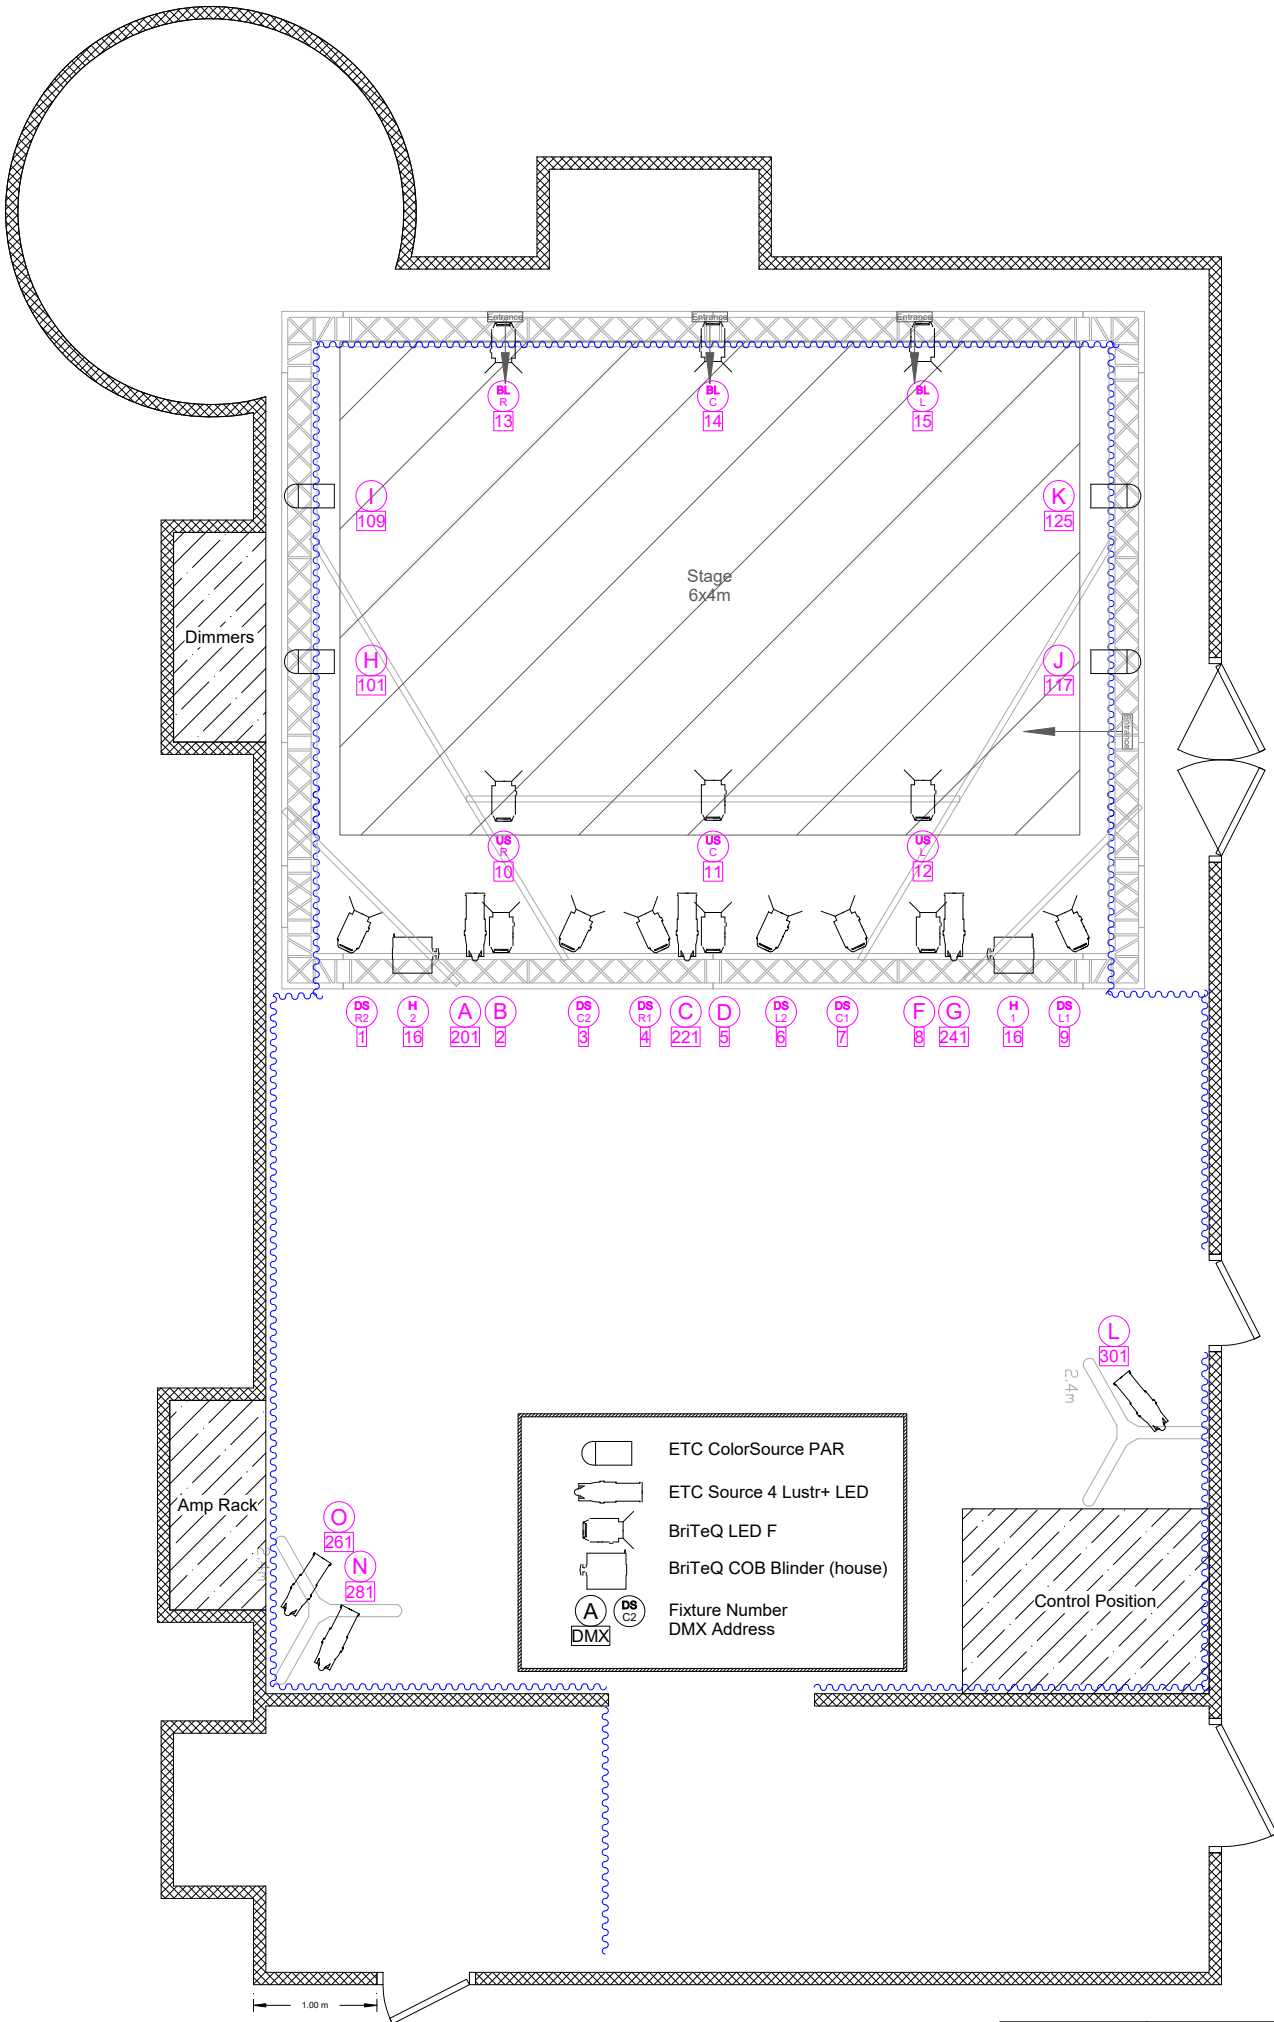 Entrance
Entrance
Entrance
BL
R
13
BL
C
14
BL
L
15
I
109
K
125
Stage
6x4m
Dimmers
H
101
J
117
Entrance
US
R
10
US
C
11
US
L
12
DS
R2
1
H
2
16
A
201
B
2
DS
C2
3
DS
R1
4
C
221
D
5
DS
L2
6
DS
C1
7
F
8
G
241
H
1
16
DS
L1
9
L
301
2.4m
ETC ColorSource PAR
ETC Source 4 Lustr+ LED
BriTeQ LED F
BriTeQ COB Blinder (house)
A
DS
C2
DMX
Fixture Number
DMX Address
Amp Rack
O
261
N
281
Control Position
1.00 m